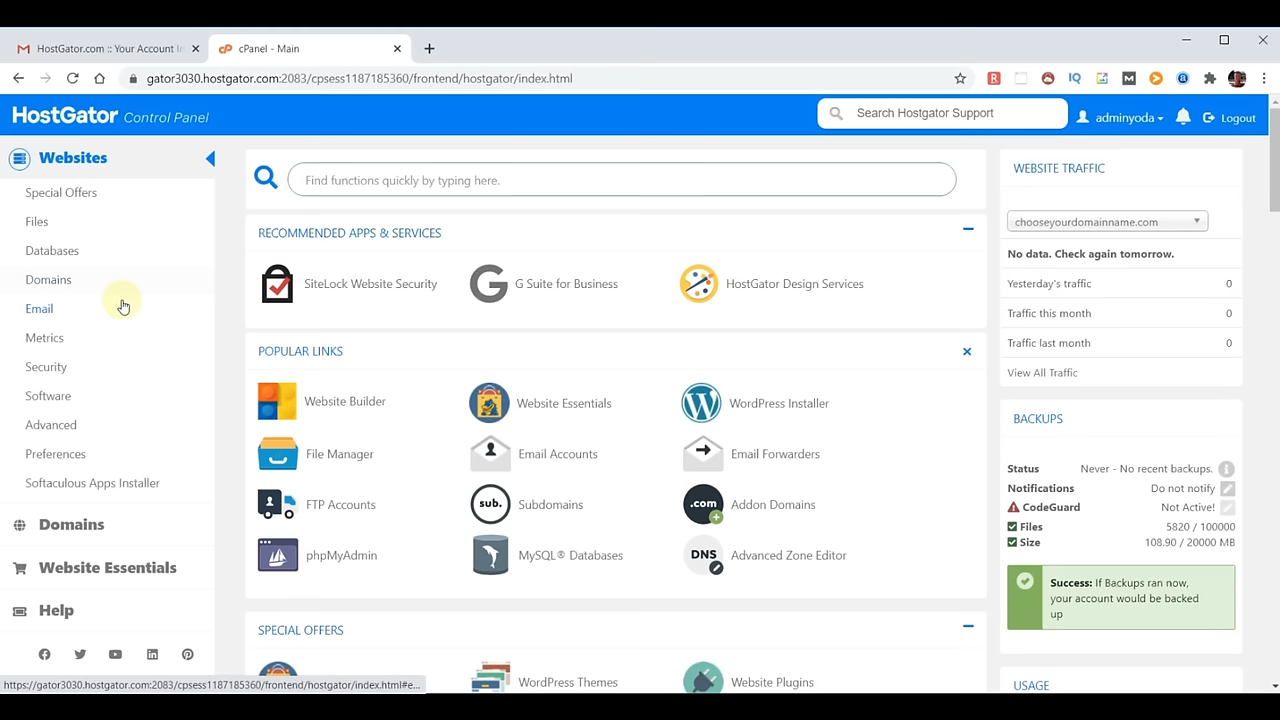 HostGator.com :: Your Account I
cPanel - Main
gator3030.hostgator.com:2083/cpsess1187185360/frontend/hostgator/index.html
HostGator Control Panel
Search Hostgator Support
adminyoda
Logout
Websites
Special Offers
Files
Databases
Domains
Email
Metrics
Security
Software
Advanced
Preferences
Softaculous Apps Installer
Domains
Website Essentials
Help
https://gator3030.hostgator.com:2083/cpsess1187185360/frontend/hostgator/index.html#e...
Find functions quickly by typing here.
RECOMMENDED APPS & SERVICES
SiteLock Website Security
G Suite for Business
HostGator Design Services
POPULAR LINKS
Website Builder
Website Essentials
WordPress Installer
File Manager
Email Accounts
Email Forwarders
FTP Accounts
sub.
Subdomains
.com
Addon Domains
phpMyAdmin
MySQL® Databases
DNS
Advanced Zone Editor
SPECIAL OFFERS
WordPress Themes
Website Plugins
WEBSITE TRAFFIC
chooseyourdomainname.com
No data. Check again tomorrow.
Yesterday's traffic 0
Traffic this month 0
Traffic last month 0
View All Traffic
BACKUPS
Status Never - No recent backups.
Notifications Do not notify
CodeGuard Not Active!
Files 5820 / 100000
Size 108.90 / 20000 MB
Success: If Backups ran now,
your account would be backed
up
USAGE